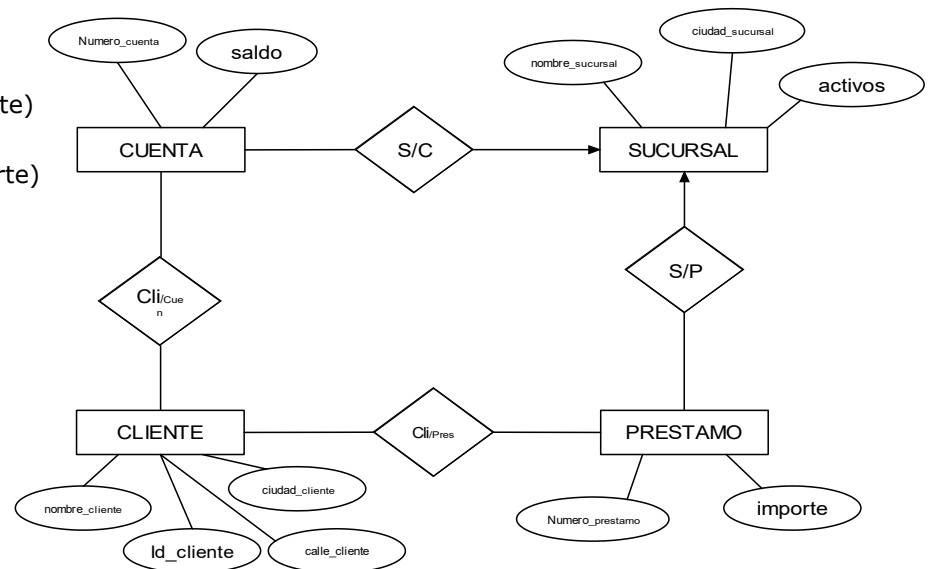 Numero_cuenta
saldo
nombre_sucursal
ciudad_sucursal
activos
te)
CUENTA
S/C
SUCURSAL
rte)
S/P
Cli/Cue
n
CLIENTE
Cli/Pres
PRESTAMO
nombre_cliente
Id_cliente
calle_cliente
ciudad_cliente
Numero_prestamo
importe